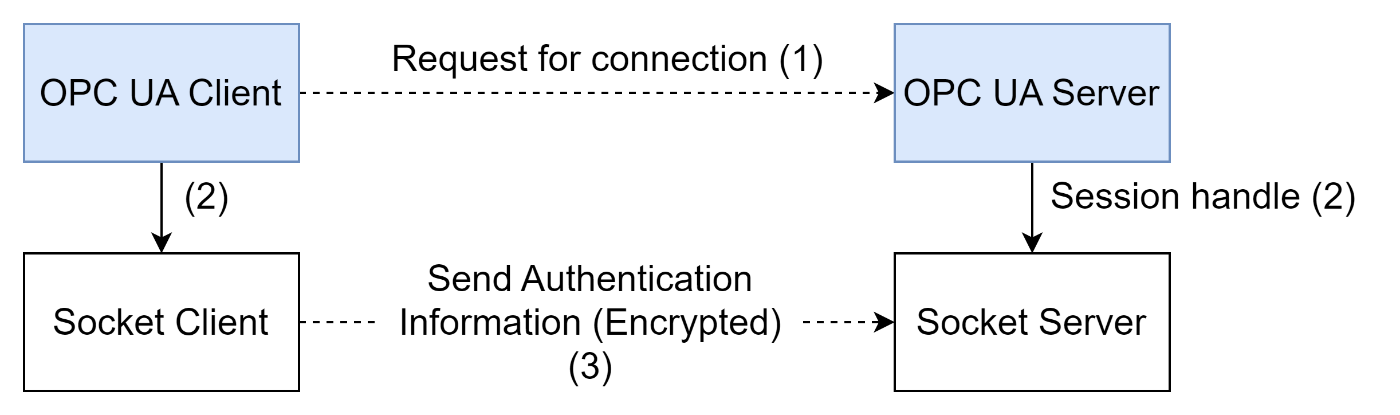 Request for connection (1)
OPC UA Client
OPC UA Server
(2)
Session handle (2)
Send Authentication
Information (Encrypted)
(3)
Socket Client
Socket Server